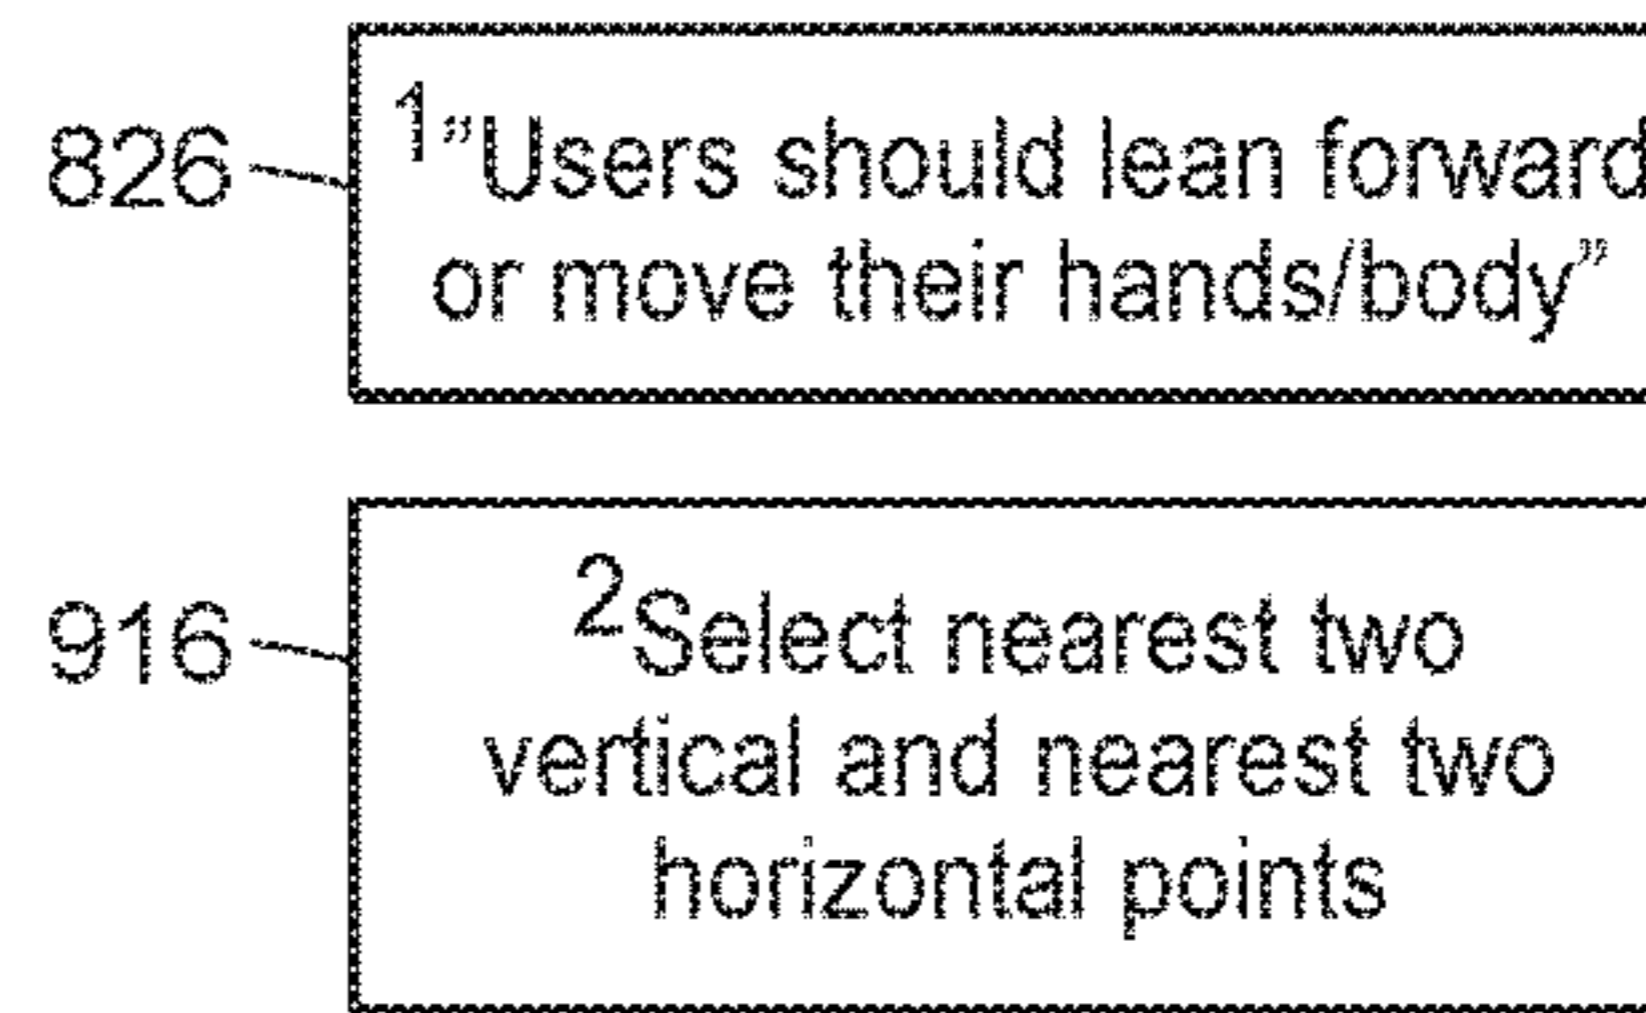 826
¹”Users should lean forward
or move their hands/body”
916
²Select nearest two
vertical and nearest two
horizontal points